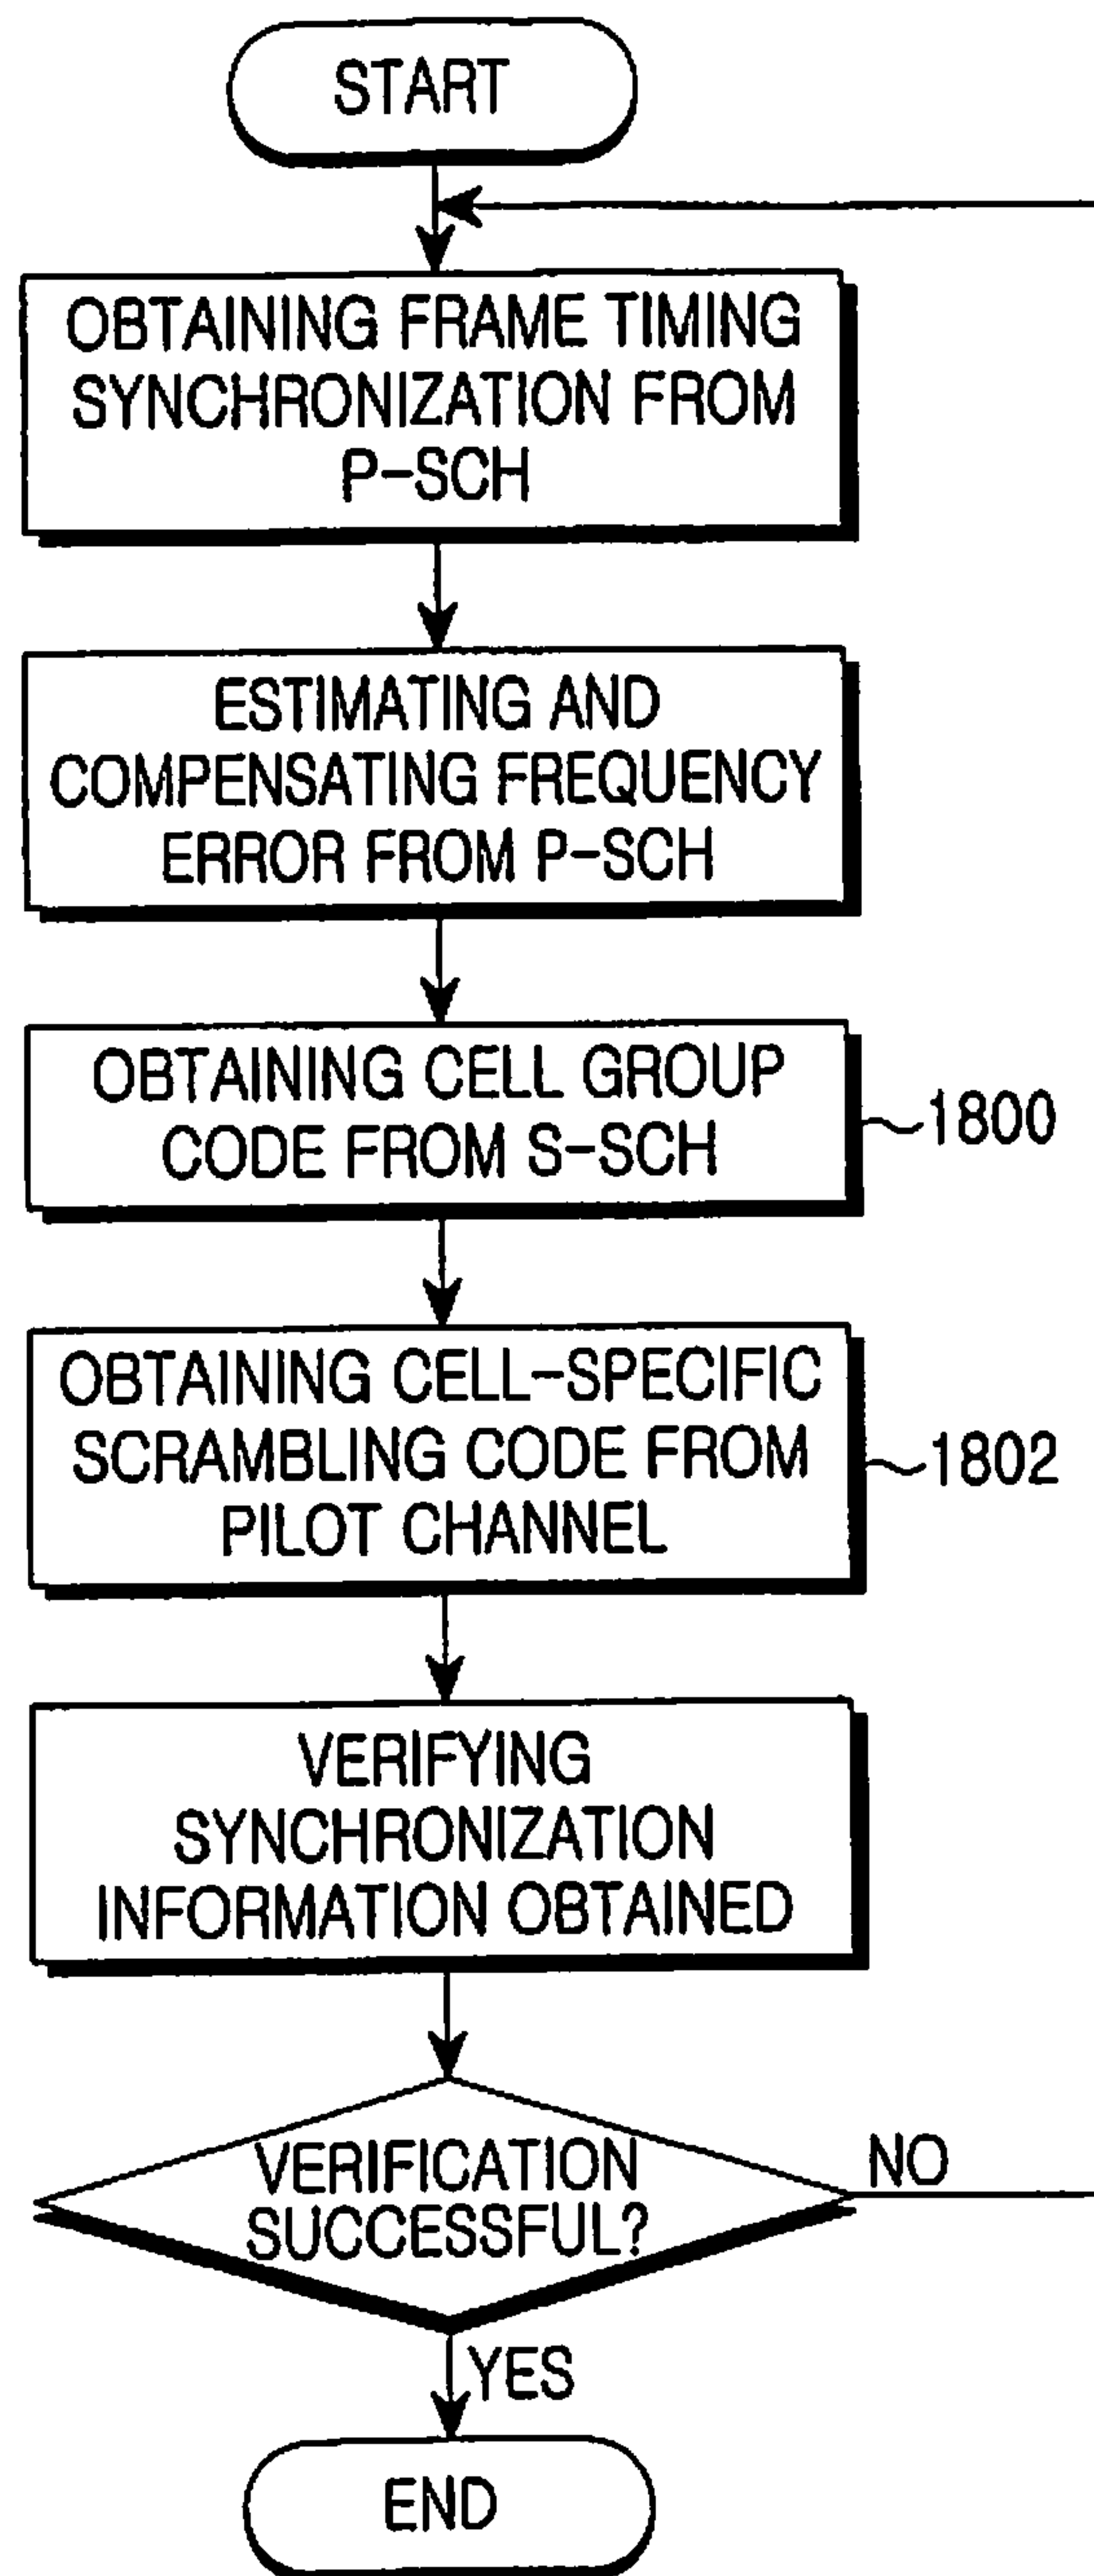 START
OBTAINING FRAME TIMING
SYNCHRONIZATION FROM
P-SCH
ESTIMATING AND
COMPENSATING FREQUENCY
ERROR FROM P-SCH
OBTAINING CELL GROUP
CODE FROM S-SCH
1800
OBTAINING CELL-SPECIFIC
SCRAMBLING CODE FROM
PILOT CHANNEL
1802
VERIFYING
SYNCHRONIZATION
INFORMATION OBTAINED
VERIFICATION
SUCCESSFUL?
NO
YES
END